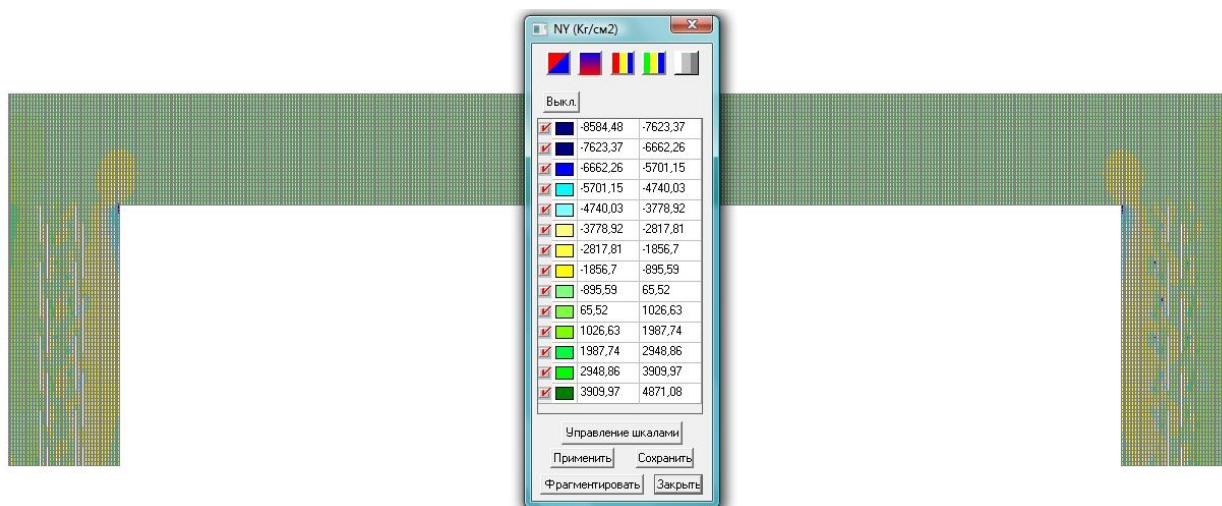 NY (Кг/см2)
Выкл.
-8584,48 -7623,37
-7623,37 -6662,26
-6662,26 -5701,15
-5701,15 -4740,03
-4740,03 -3778,92
-3778,92 -2817,81
-2817,81 -1856,7
-1856,7 -895,59
-895,59 65,52
65,52 1026,63
1026,63 1987,74
1987,74 2948,86
2948,86 3909,97
3909,97 4871,08
Управление шкалами
Применить Сохранить
Фрагментировать Закрыть